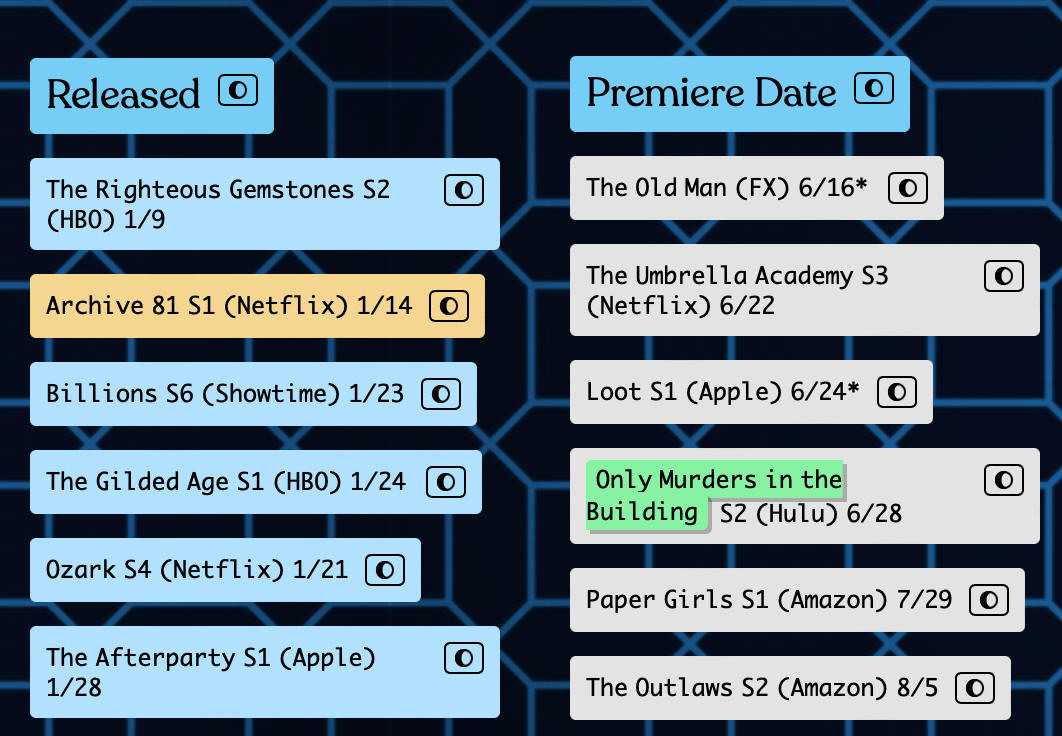 Released
The Righteous Gemstones S2
(HBO) 1/9
Archive 81 S1 (Netflix) 1/14
Billions S6 (Showtime) 1/23
The Gilded Age S1 (HBO) 1/24
Ozark S4 (Netflix) 1/21
The Afterparty S1 (Apple)
1/28
Premiere Date
The Old Man (FX) 6/16*
The Umbrella Academy S3
(Netflix) 6/22
Loot S1 (Apple) 6/24*
Only Murders in the
Building S2 (Hulu) 6/28
Paper Girls S1 (Amazon) 7/29
The Outlaws S2 (Amazon) 8/5